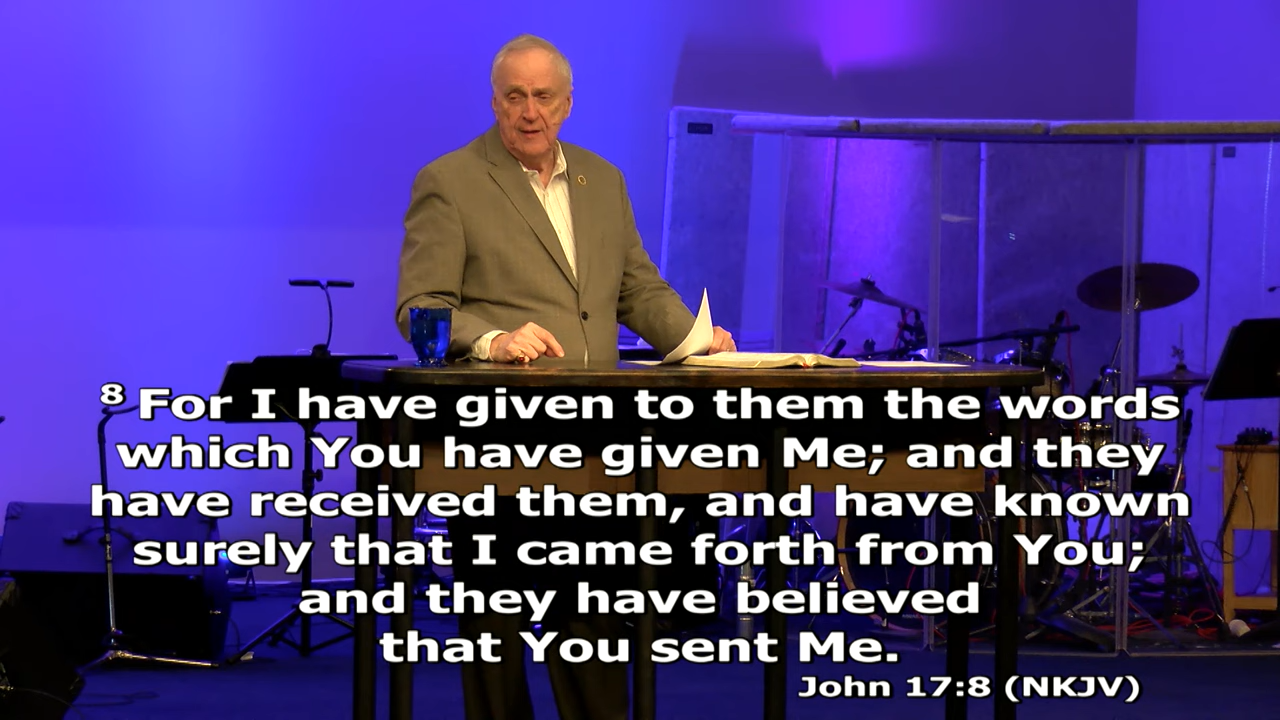 8 For I have given to them the words
which You have given Me; and they
have received them, and have known
surely that I came forth from You;
and they have believed
that You sent Me.
John 17:8 (NKJV)